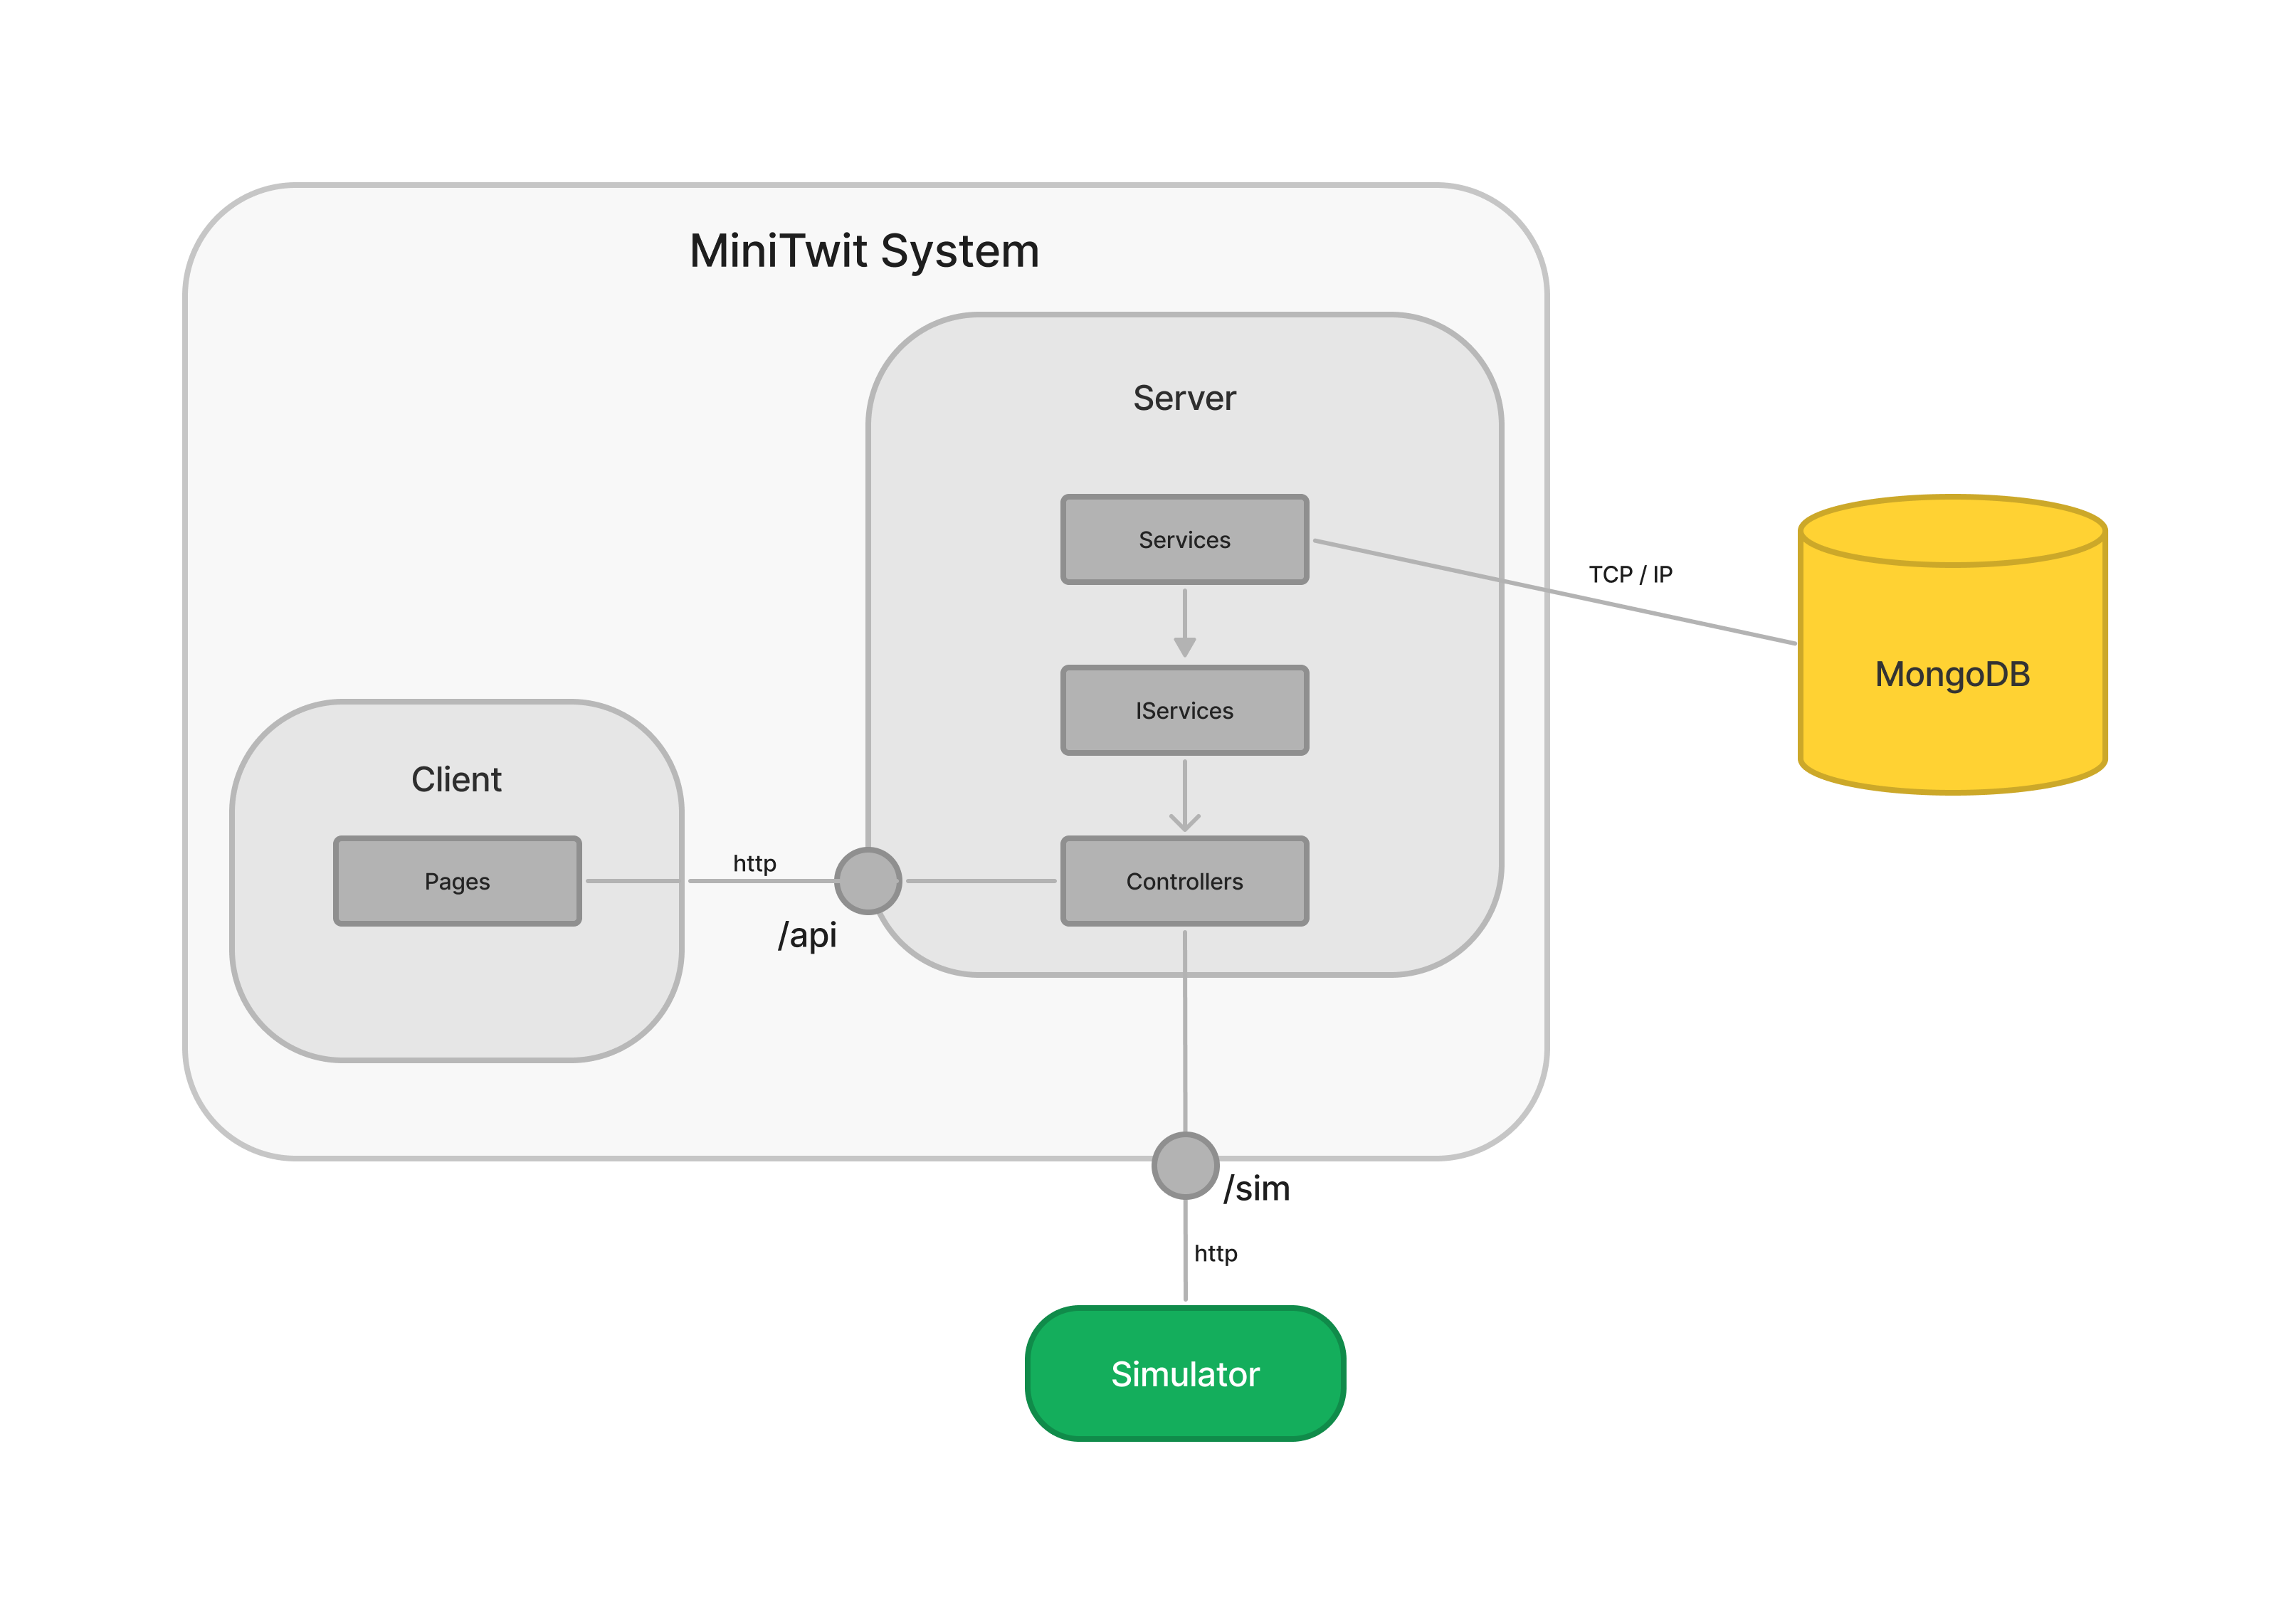 MiniTwit System
Server
Services
TCP / IP
IServices
MongoDB
Client
Pages
http
/api
Controllers
/sim
http
Simulator